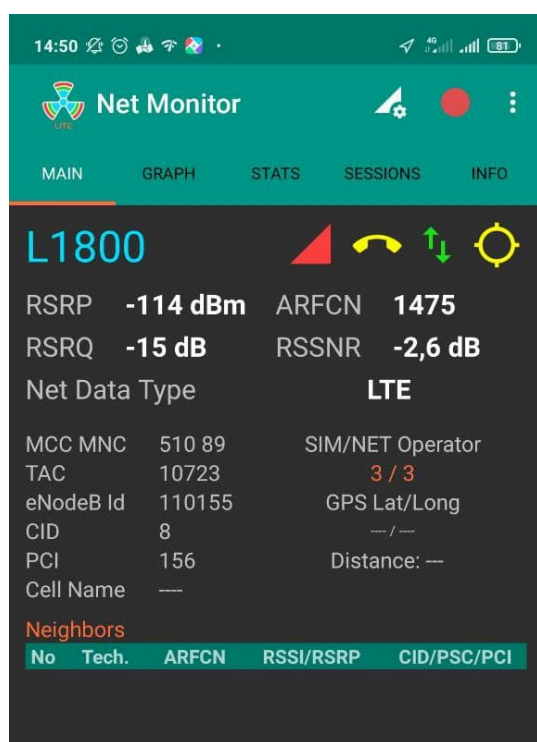 14:50 4G 81
Net Monitor
LITE
MAIN GRAPH STATS SESSIONS INFO
L1800
RSRP -114 dBm ARFCN 1475
RSRQ -15 dB RSSNR -2,6 dB
Net Data Type LTE
MCC MNC 510 89 SIM/NET Operator
TAC 10723 3 / 3
eNodeB Id 110155 GPS Lat/Long
CID 8 ---- / ----
PCI 156 Distance: ---
Cell Name ----
Neighbors
No Tech. ARFCN RSSI/RSRP CID/PSC/PCI